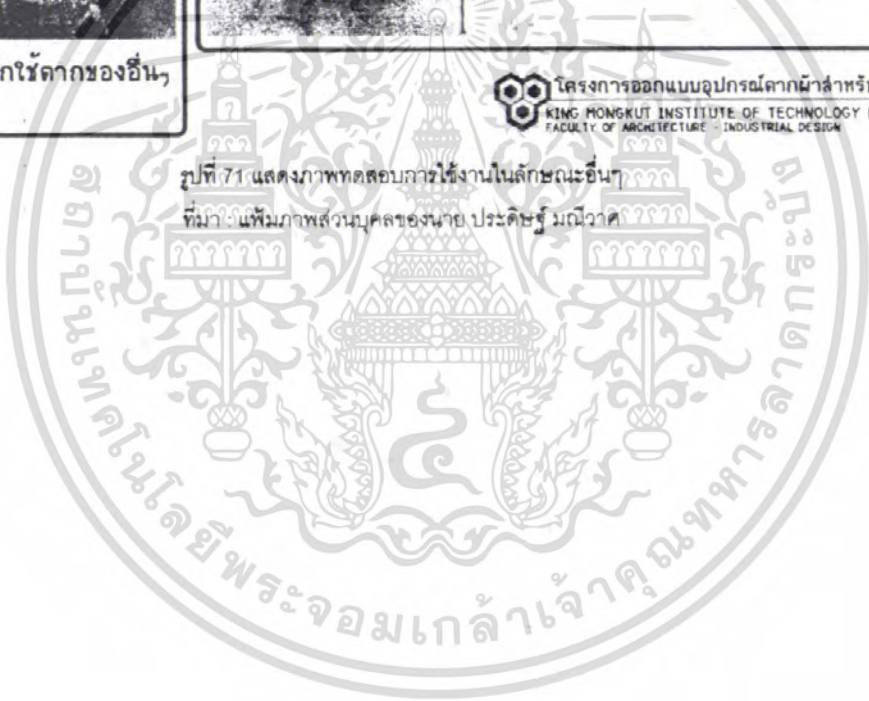 กใช้ตากของอื่นๆ
โครงการออกแบบอุปกรณ์ตากผ้าสำหรั
KING MONGKUT INSTITUTE OF TECHNOLOGY
FACULTY OF ARCHITECTURE - INDUSTRIAL DESIGN
รูปที่ 71 แสดงภาพทดสอบการใช้งานในลักษณะอื่นๆ
ที่มา : แฟ้มภาพส่วนบุคลของนาย ประดิษฐ์ มณีวาศ
สถาบันเทคโนโลยีพระจอมเกล้าเจ้าคุณทหารลาดกระบัง